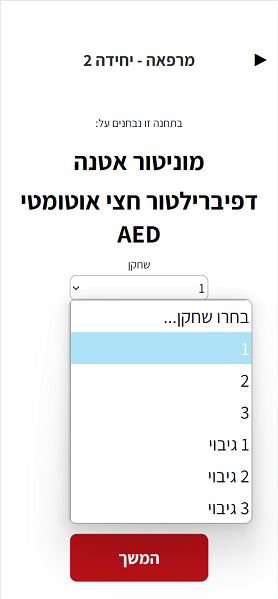 מרפאה - יחידה 2
בתחנה זו נבחנים על:
מוניטור אטנה
דפיברילטור חצי אוטומטי
AED
שחקן
1
בחרו שחקן...
1
2
3
1 גיבוי
2 גיבוי
3 גיבוי
המשך